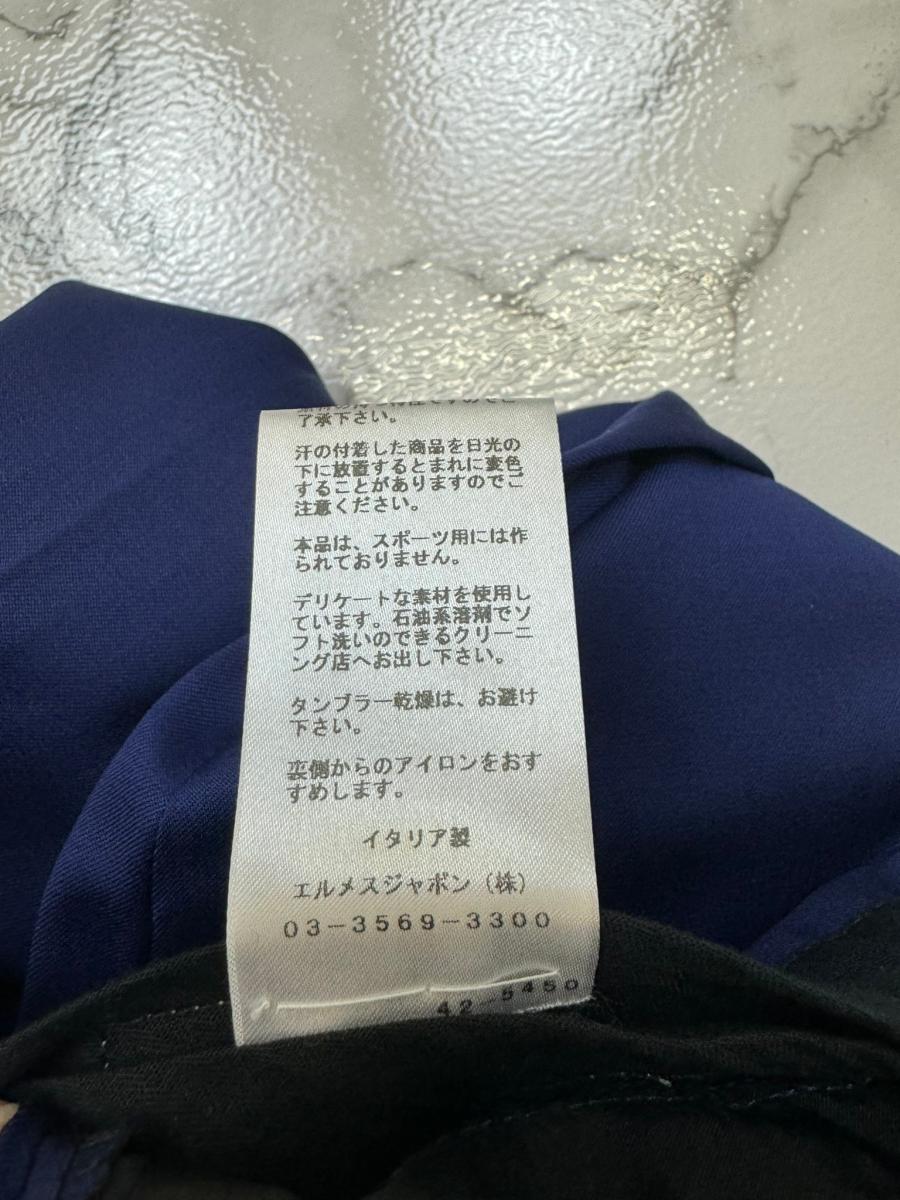 了承下さい。
汗の付着した商品を日光の
下に放置するとまれに変色
することがありますのでご
注意ください。
本品は、スポーツ用には作
られておりません。
デリケートな素材を使用し
ています。石油系溶剤でソ
フト洗いのできるクリーニ
ング店へお出し下さい。
タンブラー乾燥は、お避け
下さい。
裏側からのアイロンをおす
すめします。
イタリア製
エルメスジャポン（株）
03-3569-3300
42-5450